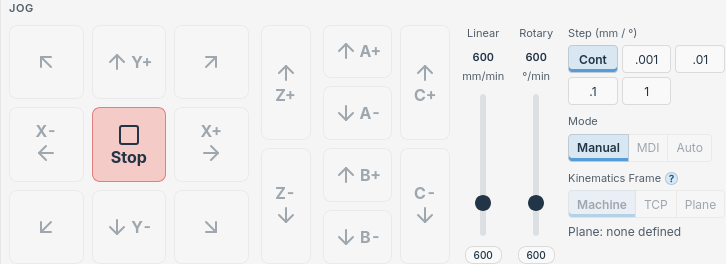 JOG
Linear Rotary Step (mm / °)
Y+ A+ 600 600 Cont .001 .01
mm/min °/min
Z+ C+ .1 1
A-
X- Stop X+ Mode
Manual MDI Auto
B+
Z- C- Kinematics Frame ?
Machine TCP Plane
Y- B- Plane: none defined
600 600